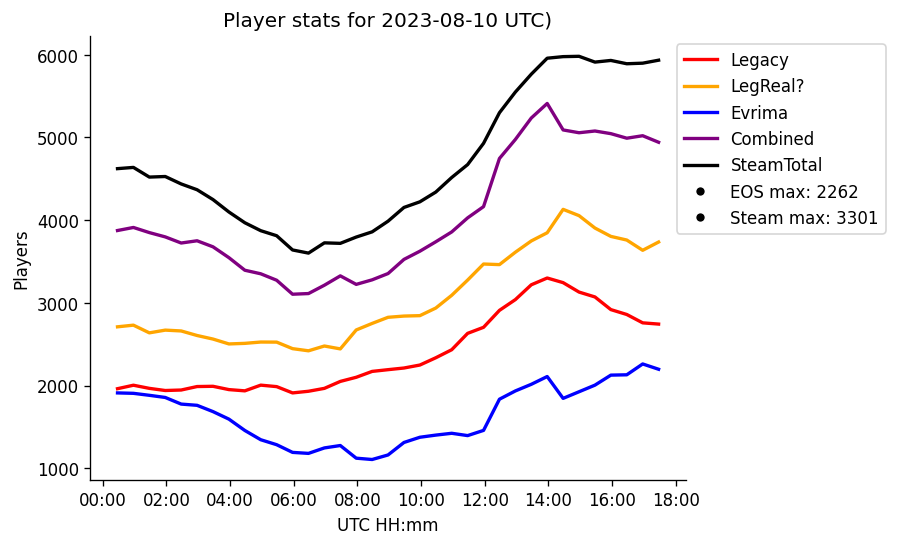 Player stats for 2023-08-10 UTC)
6000
5000
4000
3000
2000
1000
Players
00:00 02:00 04:00 06:00 08:00 10:00 12:00 14:00 16:00 18:00
UTC HH:mm
Legacy
LegReal?
Evrima
Combined
SteamTotal
EOS max: 2262
Steam max: 3301